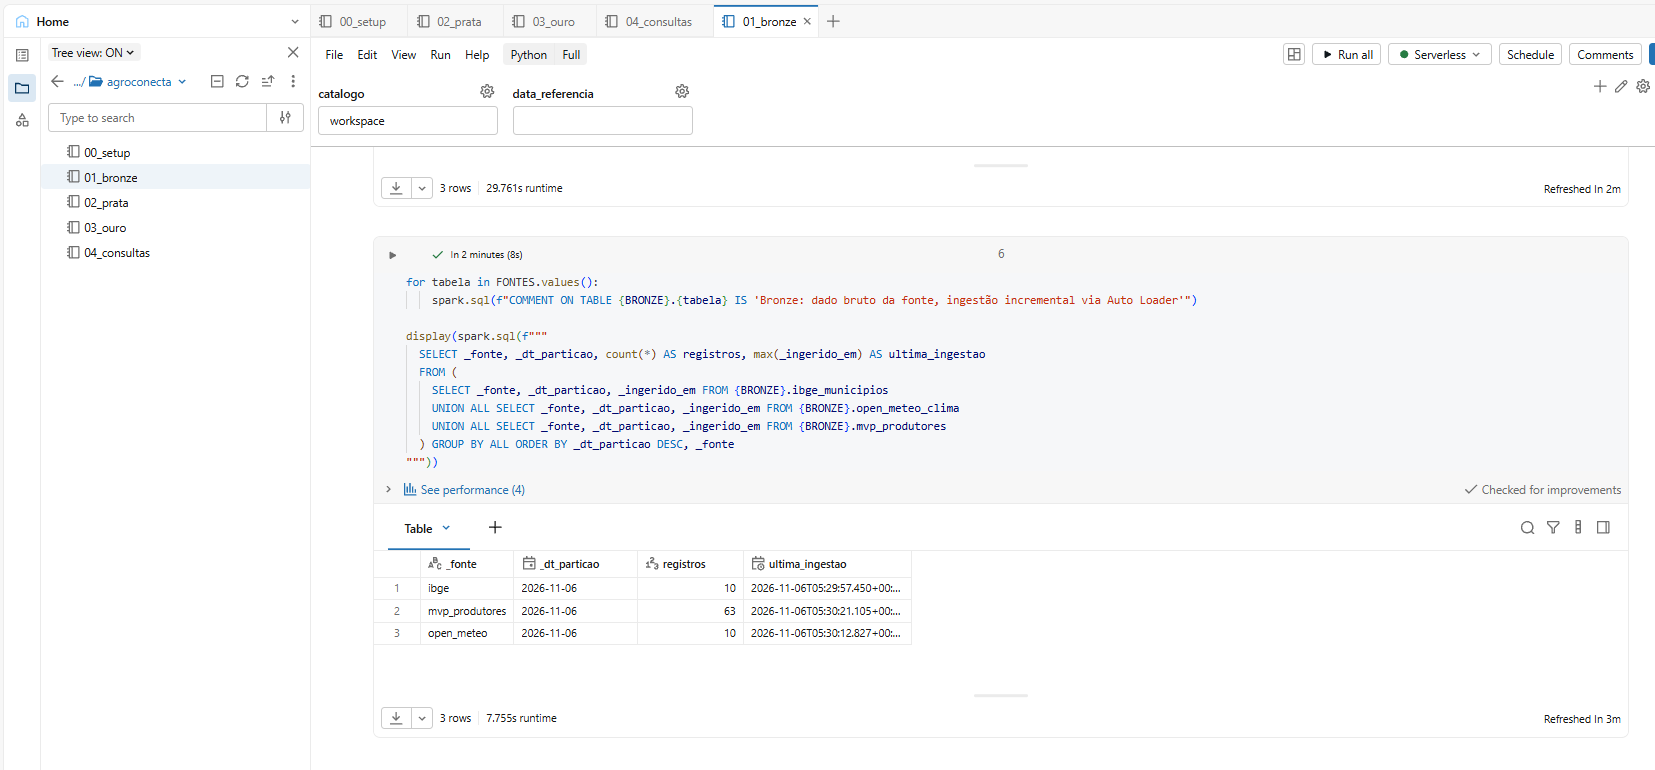 Home
00_setup
02_prata
03_ouro
04_consultas
01_bronze
Tree view: ON
File Edit View Run Help Python Full
Run all
Serverless
Schedule
Comments
.../ agroconecta
Type to search
00_setup
01_bronze
02_prata
03_ouro
04_consultas
catalogo
data_referencia
workspace
3 rows 29.761s runtime
Refreshed In 2m
In 2 minutes (8s)
6
for tabela in FONTES.values():
spark.sql(f"COMMENT ON TABLE {BRONZE}.{tabela} IS 'Bronze: dado bruto da fonte, ingestão incremental via Auto Loader'")
display(spark.sql(f"""
SELECT _fonte, _dt_particao, count(*) AS registros, max(_ingerido_em) AS ultima_ingestao
FROM (
SELECT _fonte, _dt_particao, _ingerido_em FROM {BRONZE}.ibge_municipios
UNION ALL SELECT _fonte, _dt_particao, _ingerido_em FROM {BRONZE}.open_meteo_clima
UNION ALL SELECT _fonte, _dt_particao, _ingerido_em FROM {BRONZE}.mvp_produtores
) GROUP BY ALL ORDER BY _dt_particao DESC, _fonte
"""))
See performance (4)
Checked for improvements
Table
_fonte _dt_particao registros ultima_ingestao
1 ibge 2026-11-06 10 2026-11-06T05:29:57.450+00:...
2 mvp_produtores 2026-11-06 63 2026-11-06T05:30:21.105+00:...
3 open_meteo 2026-11-06 10 2026-11-06T05:30:12.827+00:...
3 rows 7.755s runtime
Refreshed In 3m